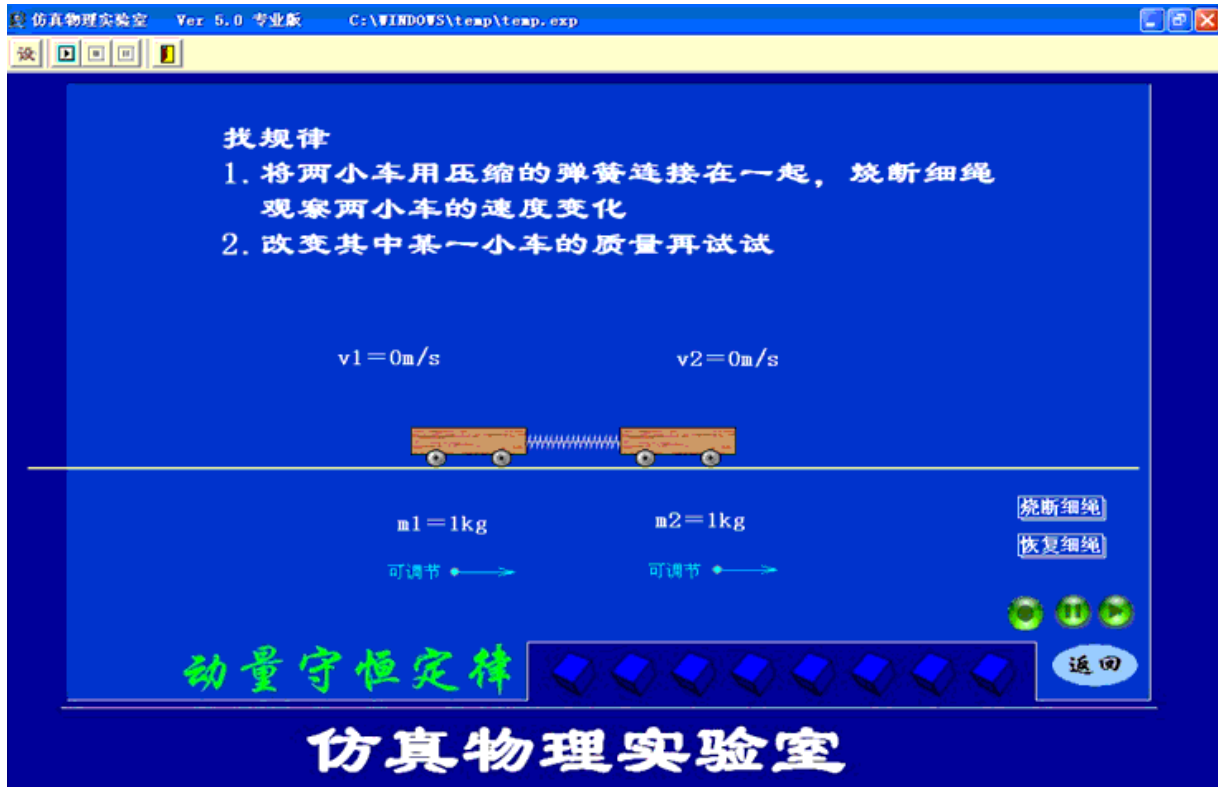 仿真物理实验室 Ver 5.0 专业版 C:\WINDOWS\temp\temp.exp
设
找规律
1. 将两小车用压缩的弹簧连接在一起，烧断细绳
观察两小车的速度变化
2. 改变其中某一小车的质量再试试
v1＝0m/s v2＝0m/s
m1＝1kg m2＝1kg
烧断细绳
恢复细绳
可调节 可调节
动量守恒定律
返回
仿真物理实验室